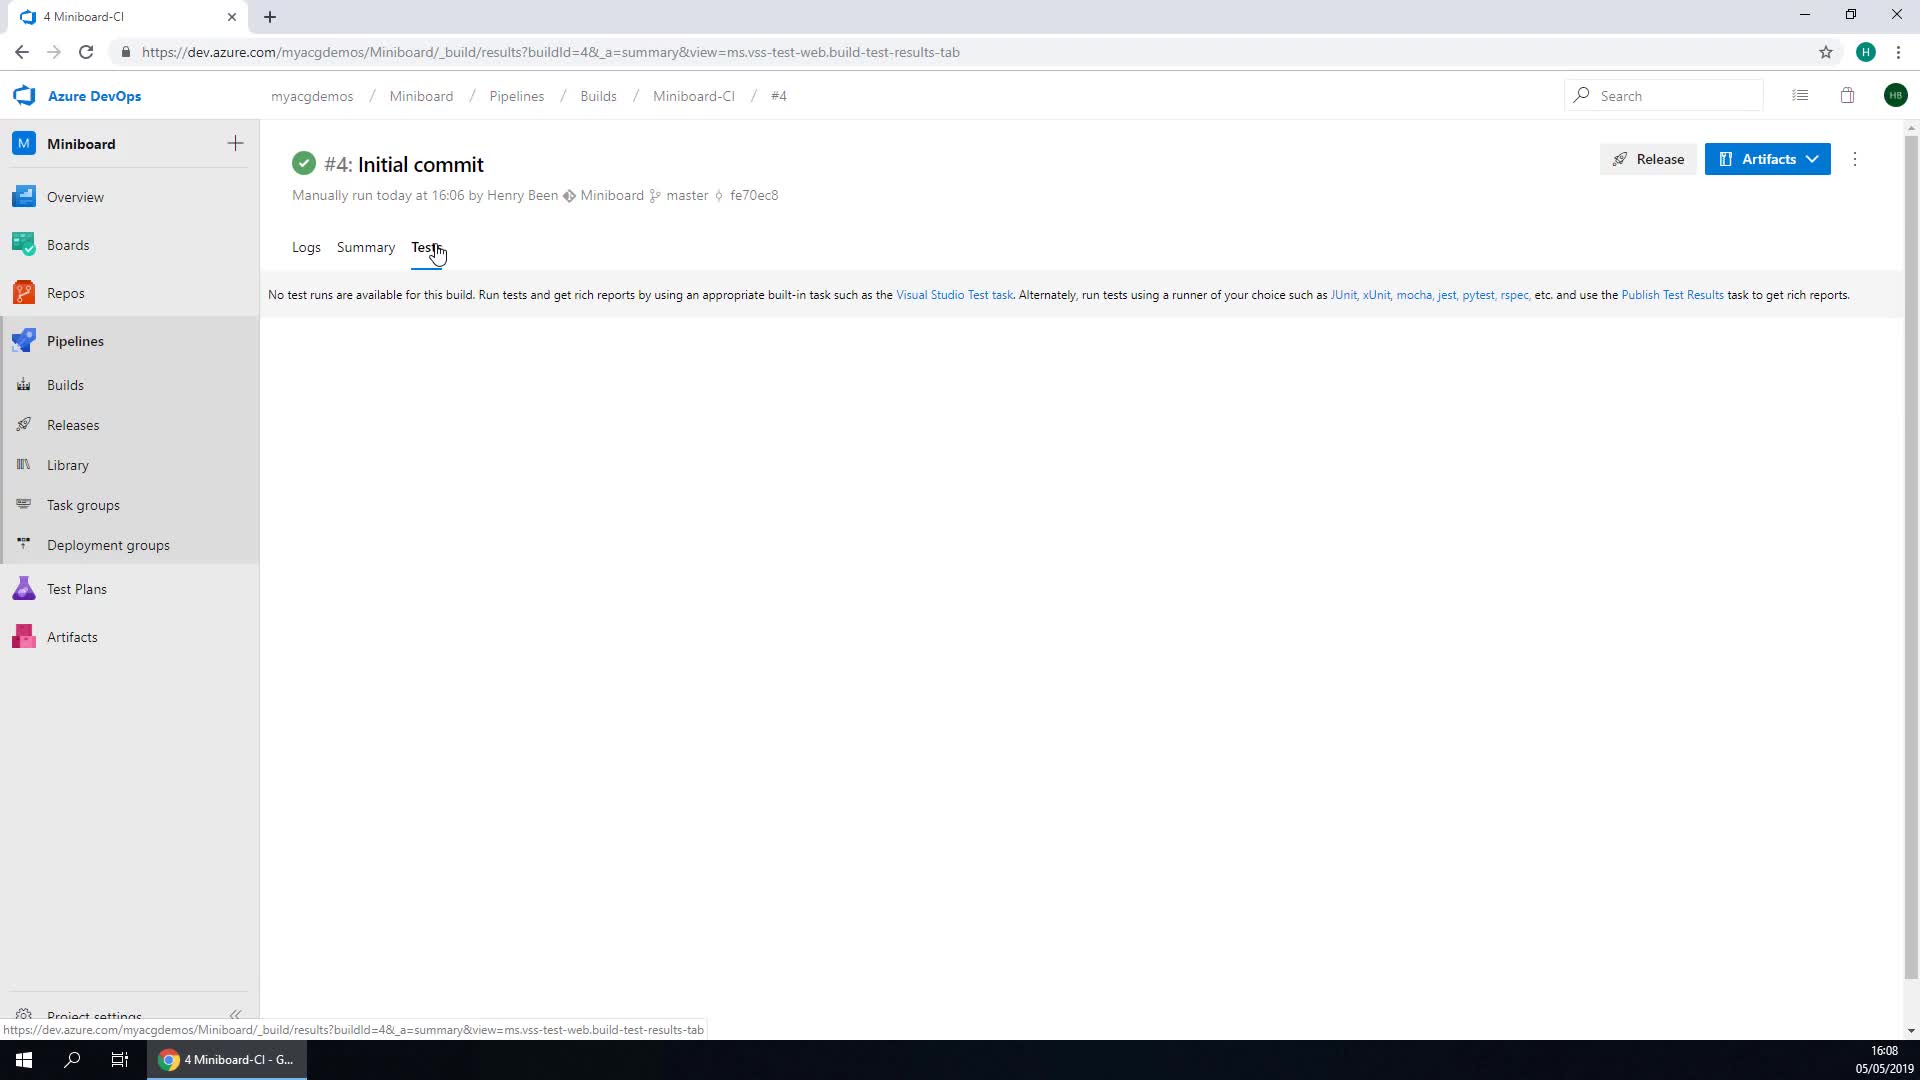 4 Miniboard-CI
https://dev.azure.com/myacgdemos/Miniboard/_build/results?buildId=4&_a=summary&view=ms.vss-test-web.build-test-results-tab
H
Azure DevOps
myacgdemos / Miniboard / Pipelines / Builds / Miniboard-CI / #4
Search
HB
M Miniboard
#4: Initial commit
Release
Artifacts
Manually run today at 16:06 by Henry Been Miniboard master fe70ec8
Overview
Boards
Repos
Pipelines
Builds
Releases
Library
Task groups
Deployment groups
Test Plans
Artifacts
Logs Summary Tests
No test runs are available for this build. Run tests and get rich reports by using an appropriate built-in task such as the Visual Studio Test task. Alternately, run tests using a runner of your choice such as JUnit, xUnit, mocha, jest, pytest, rspec, etc. and use the Publish Test Results task to get rich reports.
Project settings
https://dev.azure.com/myacgdemos/Miniboard/_build/results?buildId=4&_a=summary&view=ms.vss-test-web.build-test-results-tab
4 Miniboard-CI - G...
16:08
05/05/2019